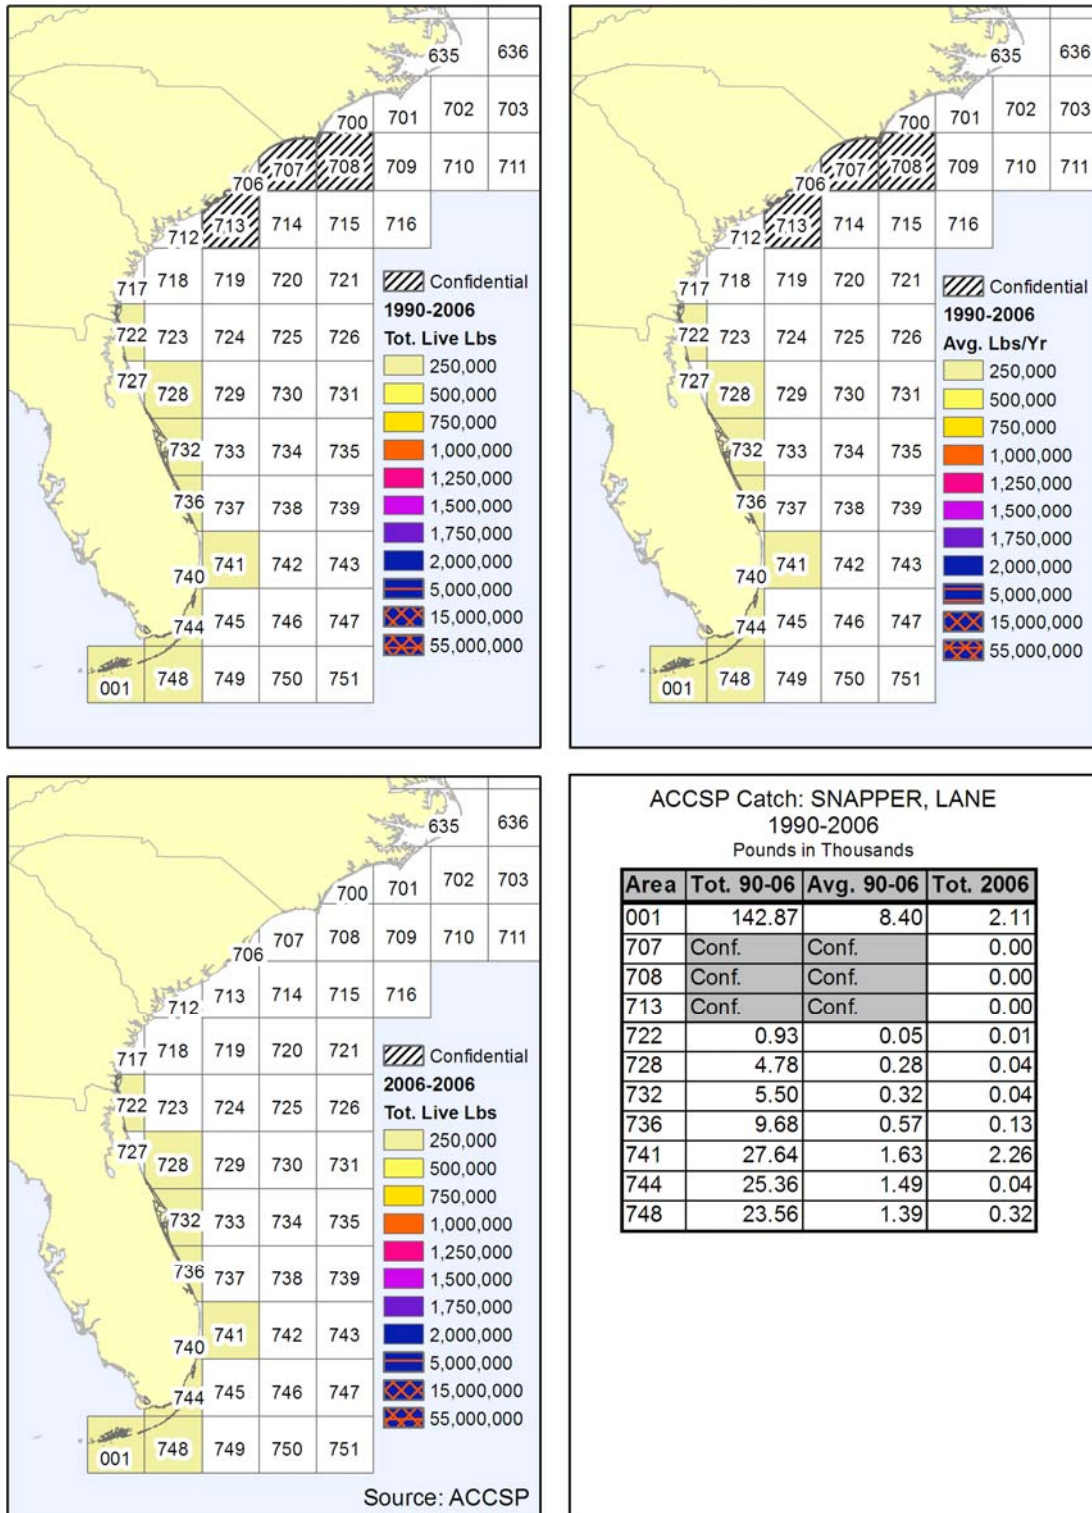 635 636
700 701 702 703
706 707 708 709 710 711
712 713 714 715 716
717 718 719 720 721
722 723 724 725 726
727 728 729 730 731
732 733 734 735
736 737 738 739
740 741 742 743
744 745 746 747
001 748 749 750 751
Confidential
1990-2006
Tot. Live Lbs
250,000
500,000
750,000
1,000,000
1,250,000
1,500,000
1,750,000
2,000,000
5,000,000
15,000,000
55,000,000
635 636
700 701 702 703
706 707 708 709 710 711
712 713 714 715 716
717 718 719 720 721
722 723 724 725 726
727 728 729 730 731
732 733 734 735
736 737 738 739
740 741 742 743
744 745 746 747
001 748 749 750 751
Confidential
1990-2006
Avg. Lbs/Yr
250,000
500,000
750,000
1,000,000
1,250,000
1,500,000
1,750,000
2,000,000
5,000,000
15,000,000
55,000,000
635 636
700 701 702 703
706 707 708 709 710 711
712 713 714 715 716
717 718 719 720 721
722 723 724 725 726
727 728 729 730 731
732 733 734 735
736 737 738 739
740 741 742 743
744 745 746 747
001 748 749 750 751
Confidential
2006-2006
Tot. Live Lbs
250,000
500,000
750,000
1,000,000
1,250,000
1,500,000
1,750,000
2,000,000
5,000,000
15,000,000
55,000,000
Source: ACCSP
ACCSP Catch: SNAPPER, LANE
1990-2006
Pounds in Thousands
Area Tot. 90-06 Avg. 90-06 Tot. 2006
001 142.87 8.40 2.11
707 Conf. Conf. 0.00
708 Conf. Conf. 0.00
713 Conf. Conf. 0.00
722 0.93 0.05 0.01
728 4.78 0.28 0.04
732 5.50 0.32 0.04
736 9.68 0.57 0.13
741 27.64 1.63 2.26
744 25.36 1.49 0.04
748 23.56 1.39 0.32